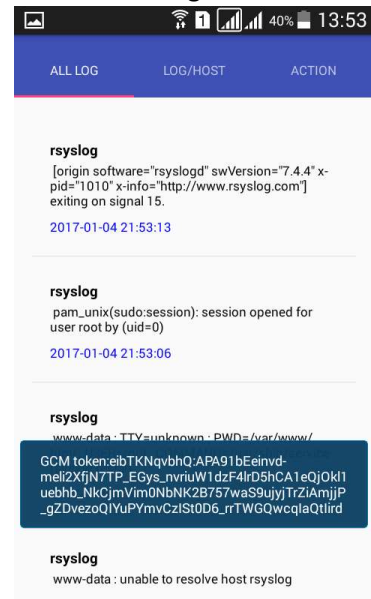 1 40% 13:53
ALL LOG LOG/HOST ACTION
rsyslog
[origin software="rsyslogd" swVersion="7.4.4" x-
pid="1010" x-info="http://www.rsyslog.com"]
exiting on signal 15.
2017-01-04 21:53:13
rsyslog
pam_unix(sudo:session): session opened for
user root by (uid=0)
2017-01-04 21:53:06
rsyslog
www-data : TTY=unknown ; PWD=/var/www/
GCM token:eibTKNqvbhQ:APA91bEeinvd-
meli2XfjN7TP_EGys_nvriuW1dzF4lrD5hCA1eQjOkl1
uebhb_NkCjmVim0NbNK2B757waS9ujyjTrZiAmjjP
_gZDvezoQIYuPYmvCzISt0D6_rrTWGQwcqIaQtIird
rsyslog
www-data : unable to resolve host rsyslog